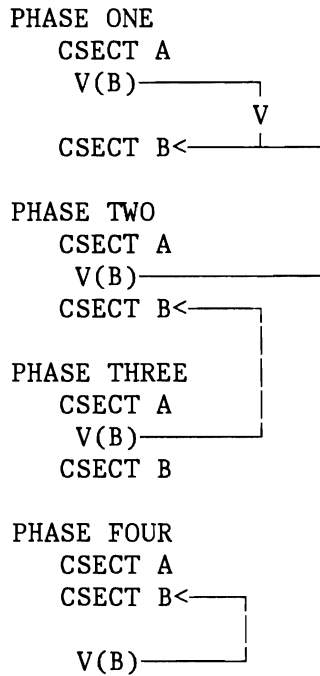 PHASE ONE
CSECT A
V(B)
V
CSECT B<
PHASE TWO
CSECT A
V(B)
CSECT B<
PHASE THREE
CSECT A
V(B)
CSECT B
PHASE FOUR
CSECT A
CSECT B<
V(B)